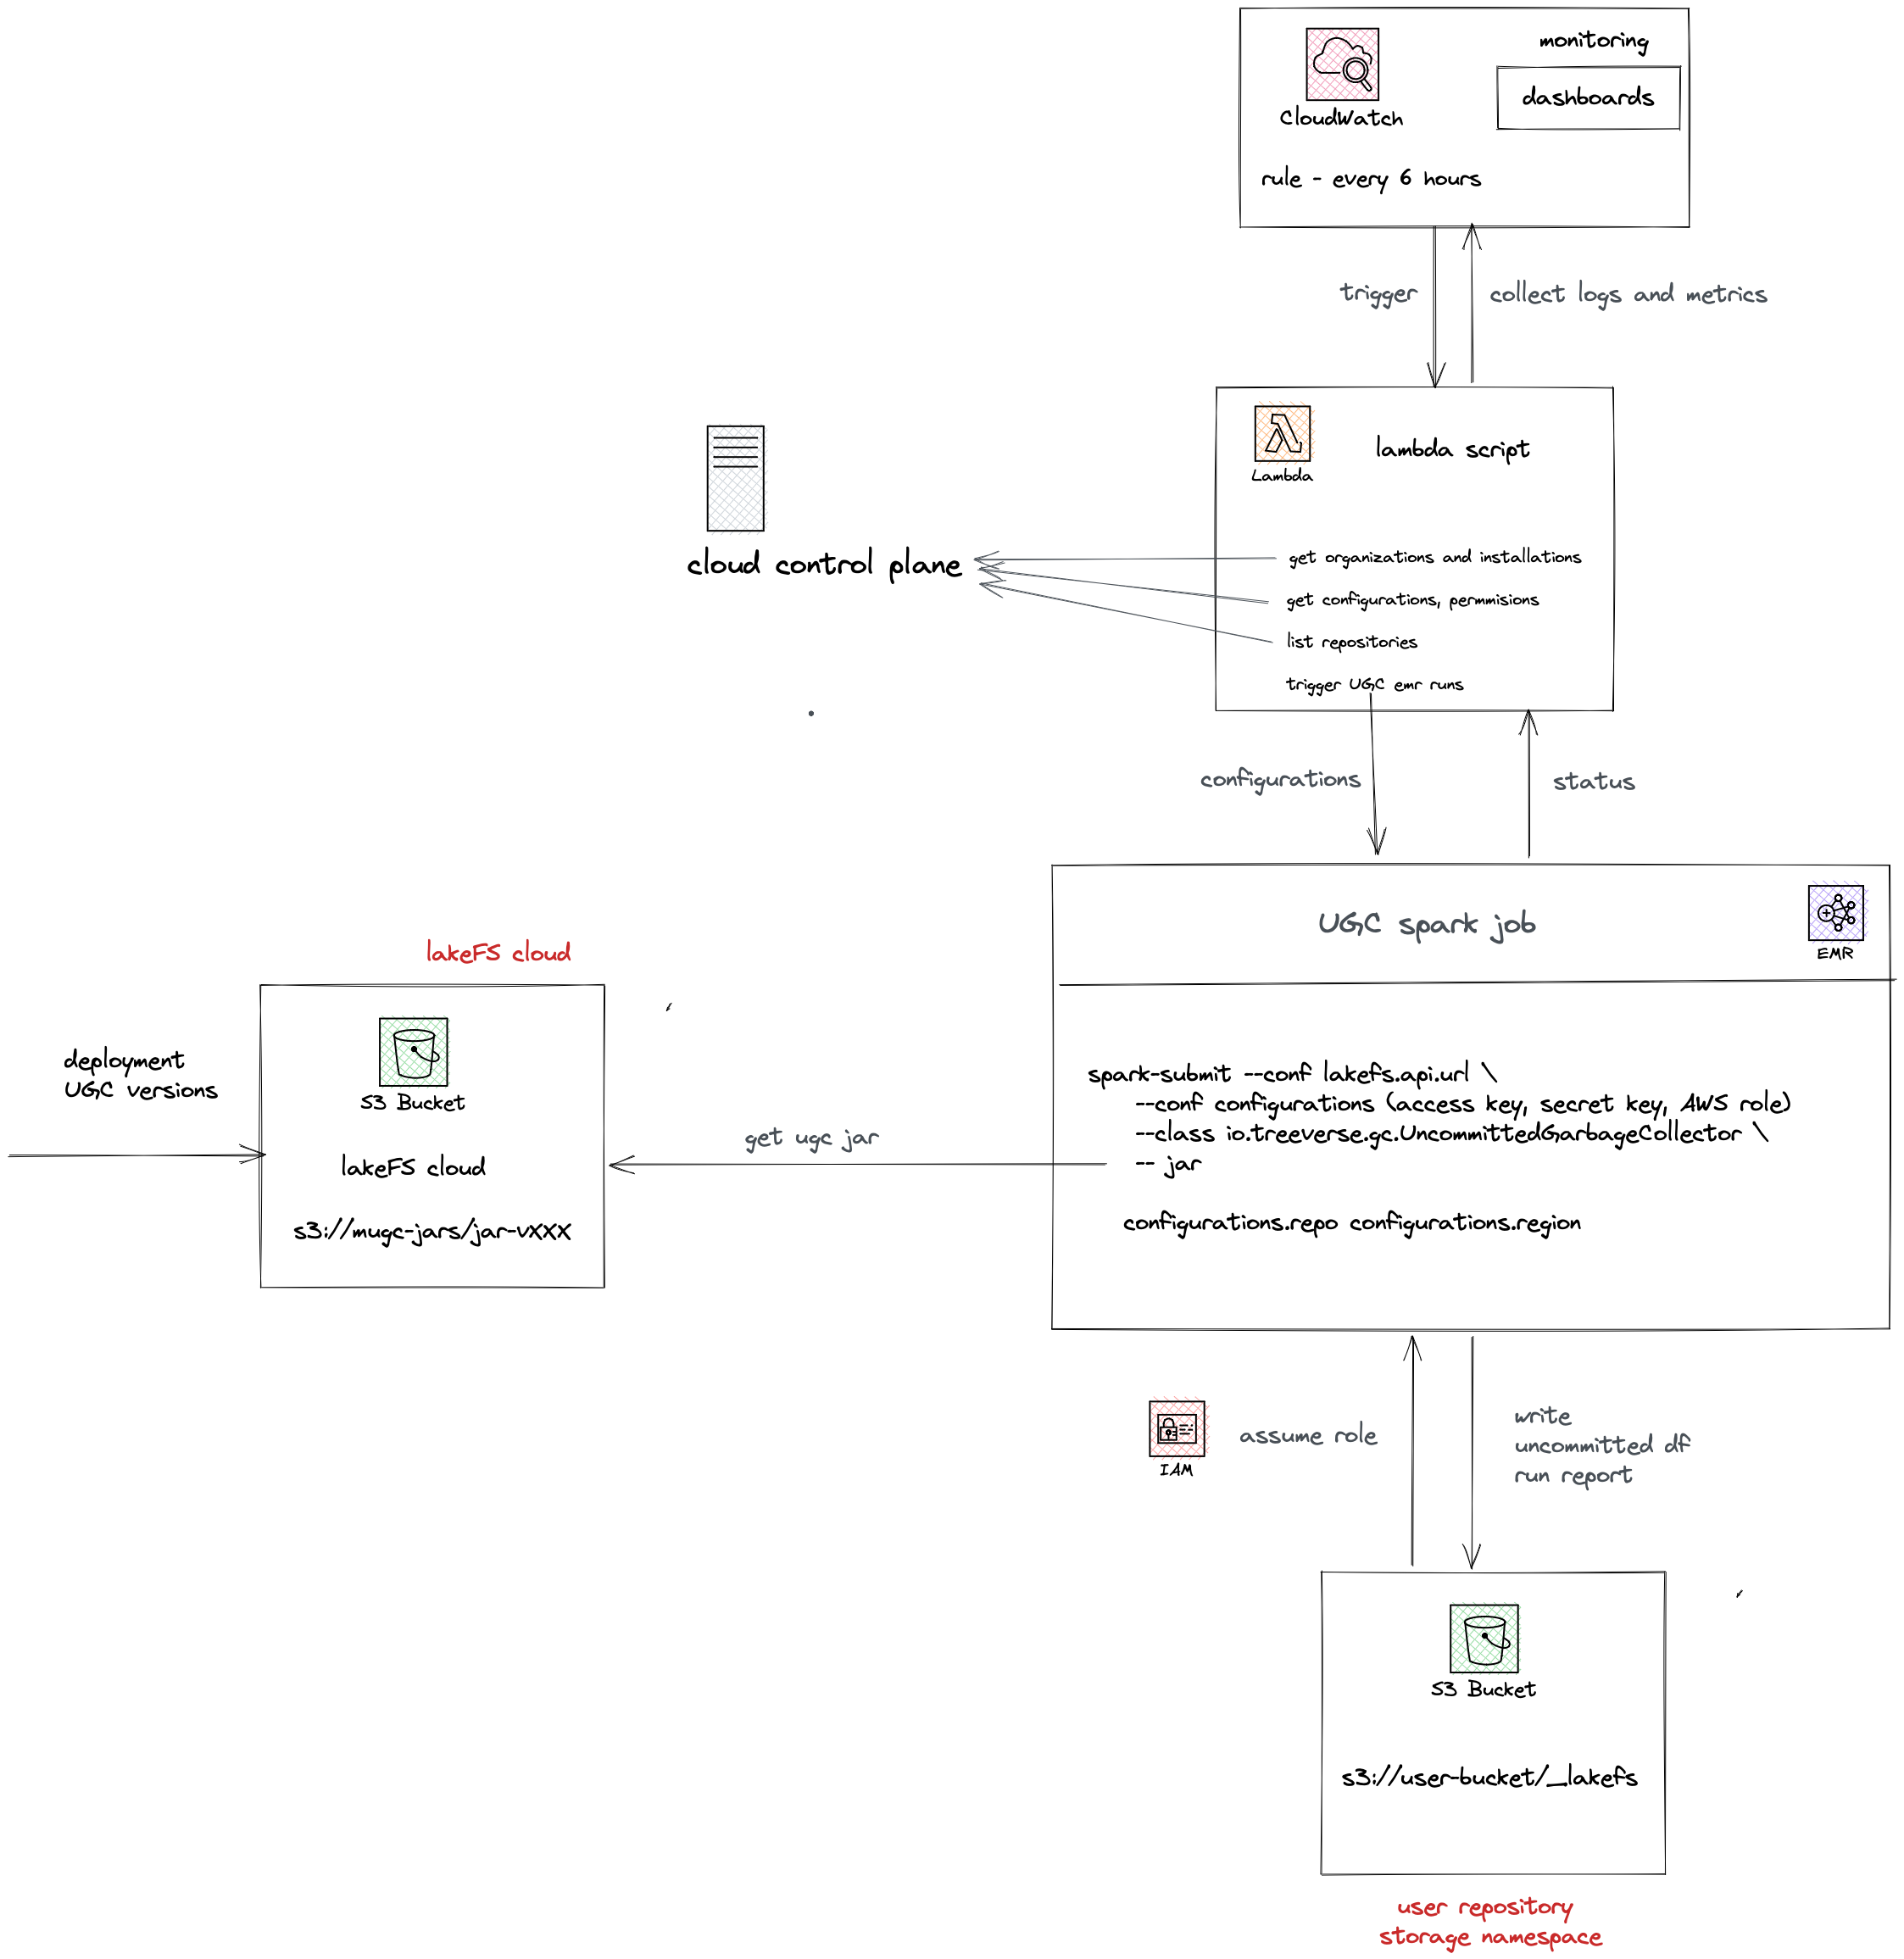 monitoring
dashboards
CloudWatch
rule - every 6 hours
trigger
collect logs and metrics
lambda script
Lambda
cloud control plane
get organizations and installations
get configurations, permmisions
list repositories
trigger UGC emr runs
configurations
status
UGC spark job
EMR
lakeFS cloud
deployment
UGC versions
S3 Bucket
lakeFS cloud
s3://mugc-jars/jar-vXXX
get ugc jar
spark-submit --conf lakefs.api.url \
--conf configurations (access key, secret key, AWS role)
--class io.treeverse.gc.UncommittedGarbageCollector \
-- jar
configurations.repo configurations.region
IAM
assume role
write
uncommitted df
run report
S3 Bucket
s3://user-bucket/_lakefs
user repository
storage namespace